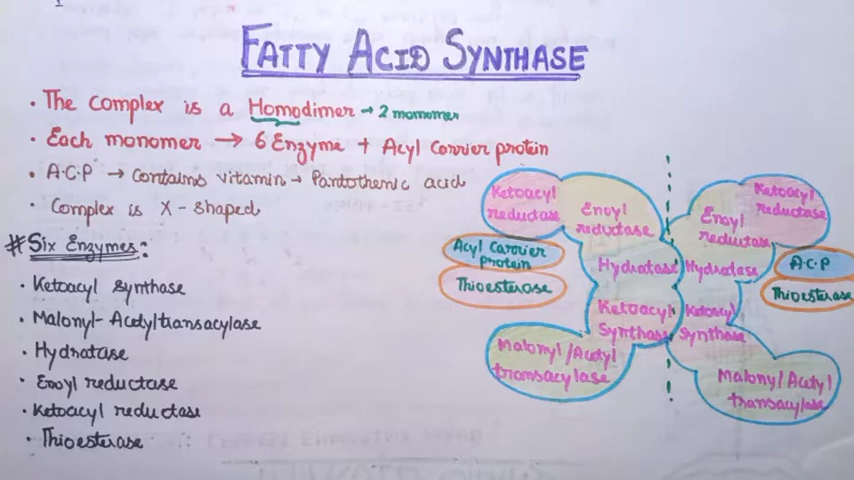 FATTY ACID SYNTHASE
• The complex is a Homodimer → 2 monomer
• Each monomer → 6 Enzyme + Acyl Carrier protein
• A.C.P → Contains vitamin → Pantothenic acid
• Complex is X - shaped
# Six Enzymes:
• Ketoacyl synthase
• Malonyl-Acetyltransacylase
• Hydratase
• Enoyl reductase
• Ketoacyl reductase
• Thioesterase
Ketoacyl
reductase
Enoyl
reductase
Acyl Carrier
protein
Thioesterase
Hydratase
Ketoacyl
Synthase
Malonyl/Acetyl
transacylase
Ketoacyl
reductase
Enoyl
reductase
Hydratase
A.C.P
Thioesterase
Ketoacyl
Synthase
Malonyl/Acetyl
transacylase